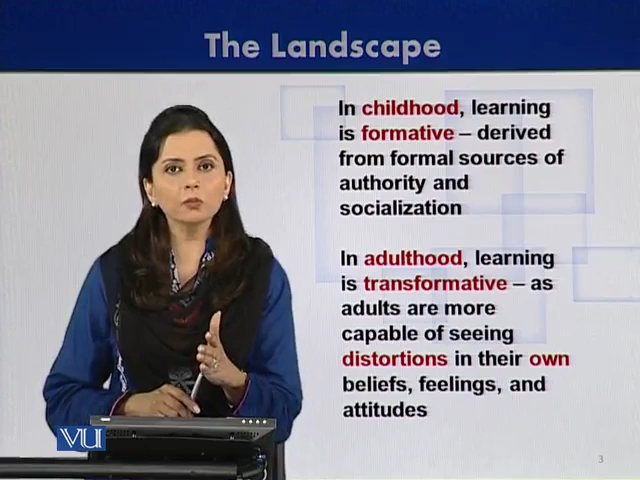 The Landscape
In childhood, learning
is formative – derived
from formal sources of
authority and
socialization
In adulthood, learning
is transformative – as
adults are more
capable of seeing
distortions in their own
beliefs, feelings, and
attitudes
VU
3